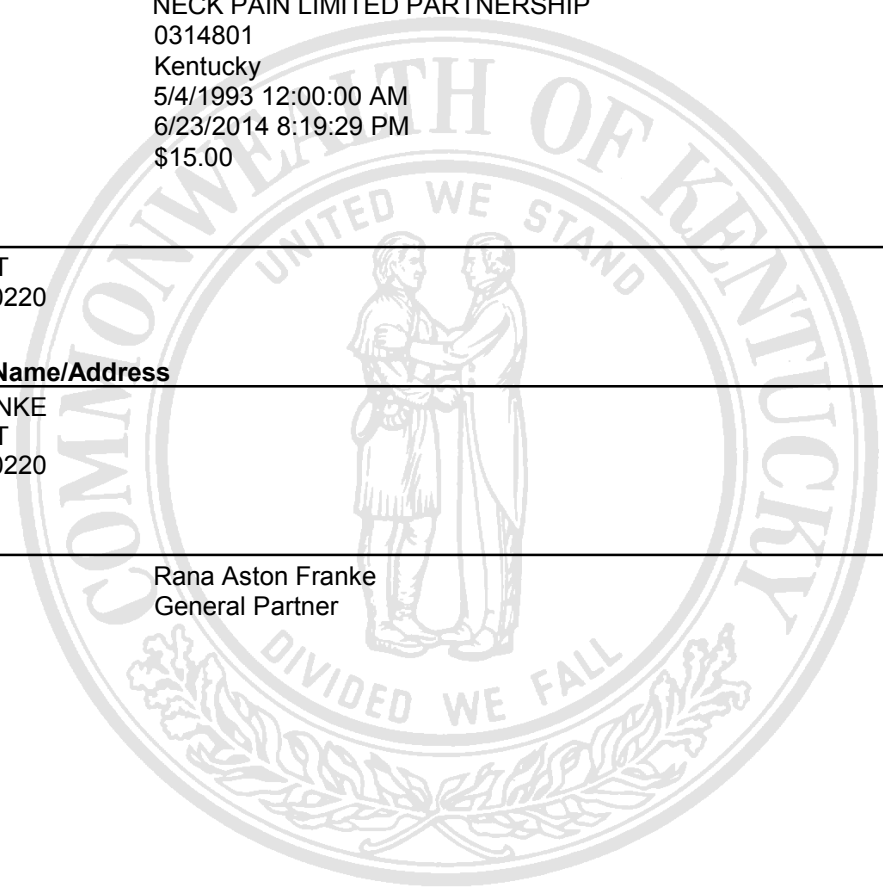 NECK PAIN LIMITED PARTNERSHIP
0314801
Kentucky
5/4/1993 12:00:00 AM
6/23/2014 8:19:29 PM
$15.00
COMMONWEALTH OF KENTUCKY
UNITED WE STAND
T
0220
Name/Address
NKE
T
0220
Rana Aston Franke
General Partner
DIVIDED WE FALL